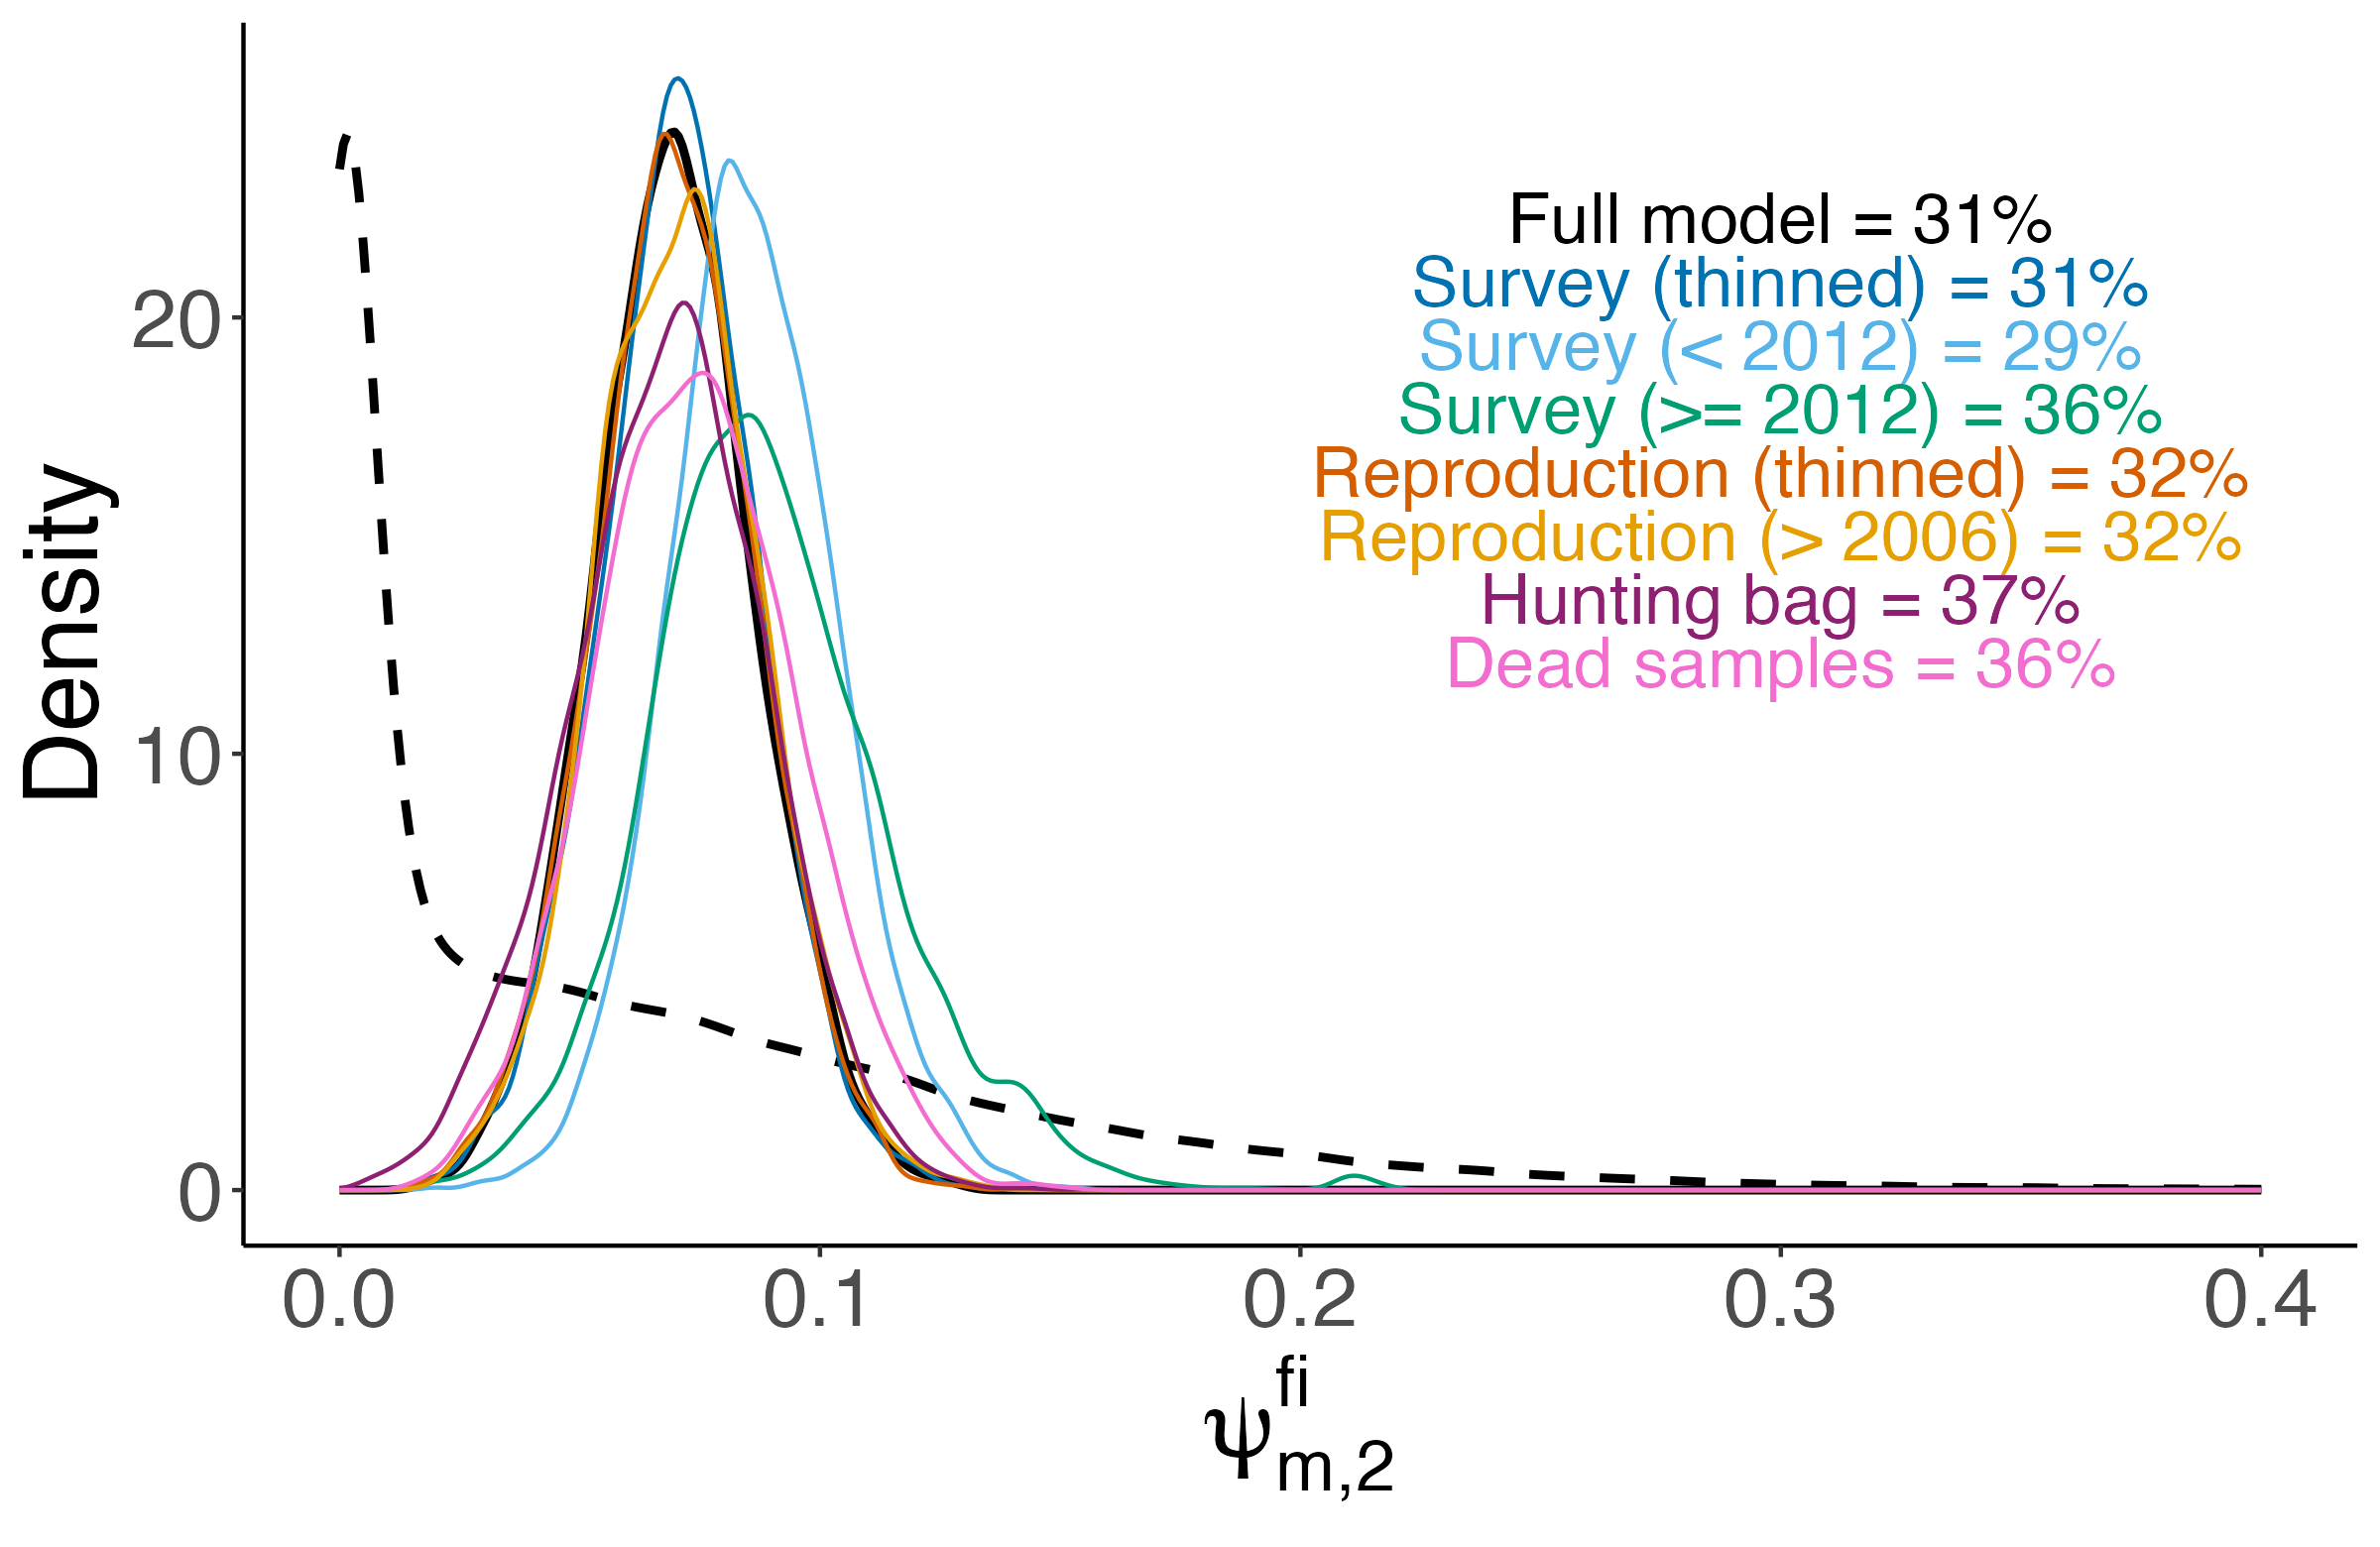 Density
20
10
0
Full model = 31%
Survey (thinned) = 31%
Survey (< 2012) = 29%
Survey (>= 2012) = 36%
Reproduction (thinned) = 32%
Reproduction (> 2006) = 32%
Hunting bag = 37%
Dead samples = 36%
0.0 0.1 0.2 0.3 0.4
ψ fi m,2